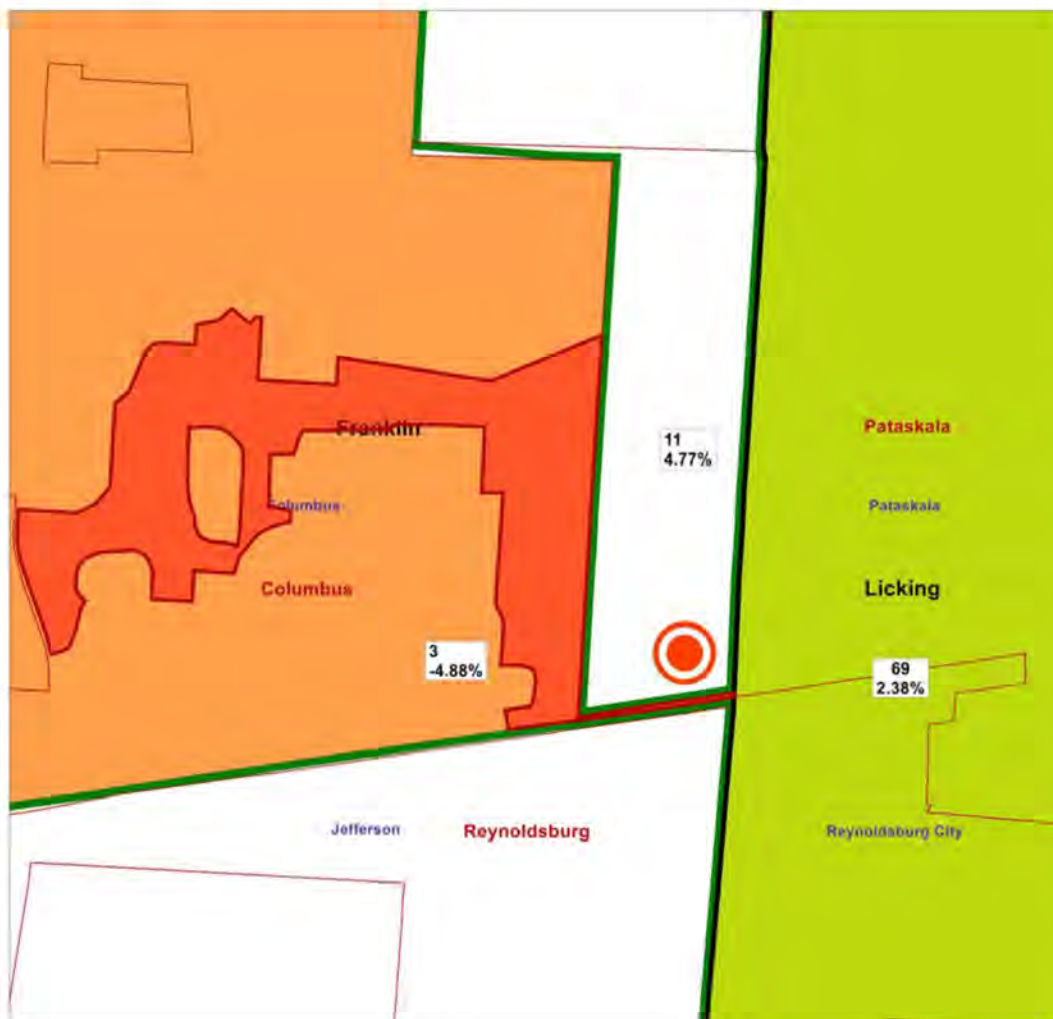 Franklin
11
4.77%
Pataskala
Columbus
Pataskala
Columbus
Licking
3
-4.88%
69
2.38%
Jefferson
Reynoldsburg
Reynoldsburg City